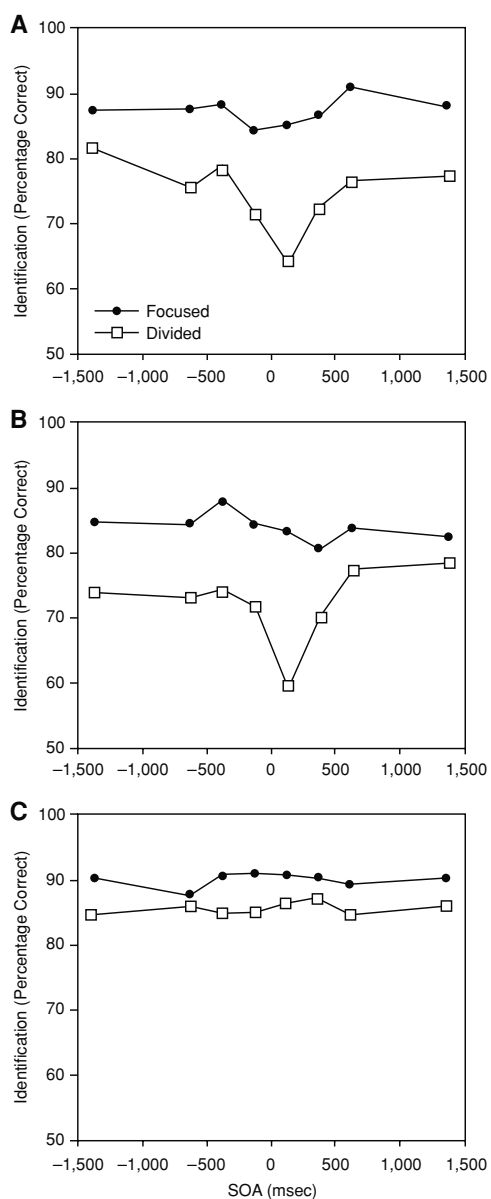 A
Identification (Percentage Correct)
100
90
80
70
60
50
Focused
Divided
–1,500 –1,000 –500 0 500 1,000 1,500
B
Identification (Percentage Correct)
100
90
80
70
60
50
–1,500 –1,000 –500 0 500 1,000 1,500
C
Identification (Percentage Correct)
100
90
80
70
60
50
–1,500 –1,000 –500 0 500 1,000 1,500
SOA (msec)